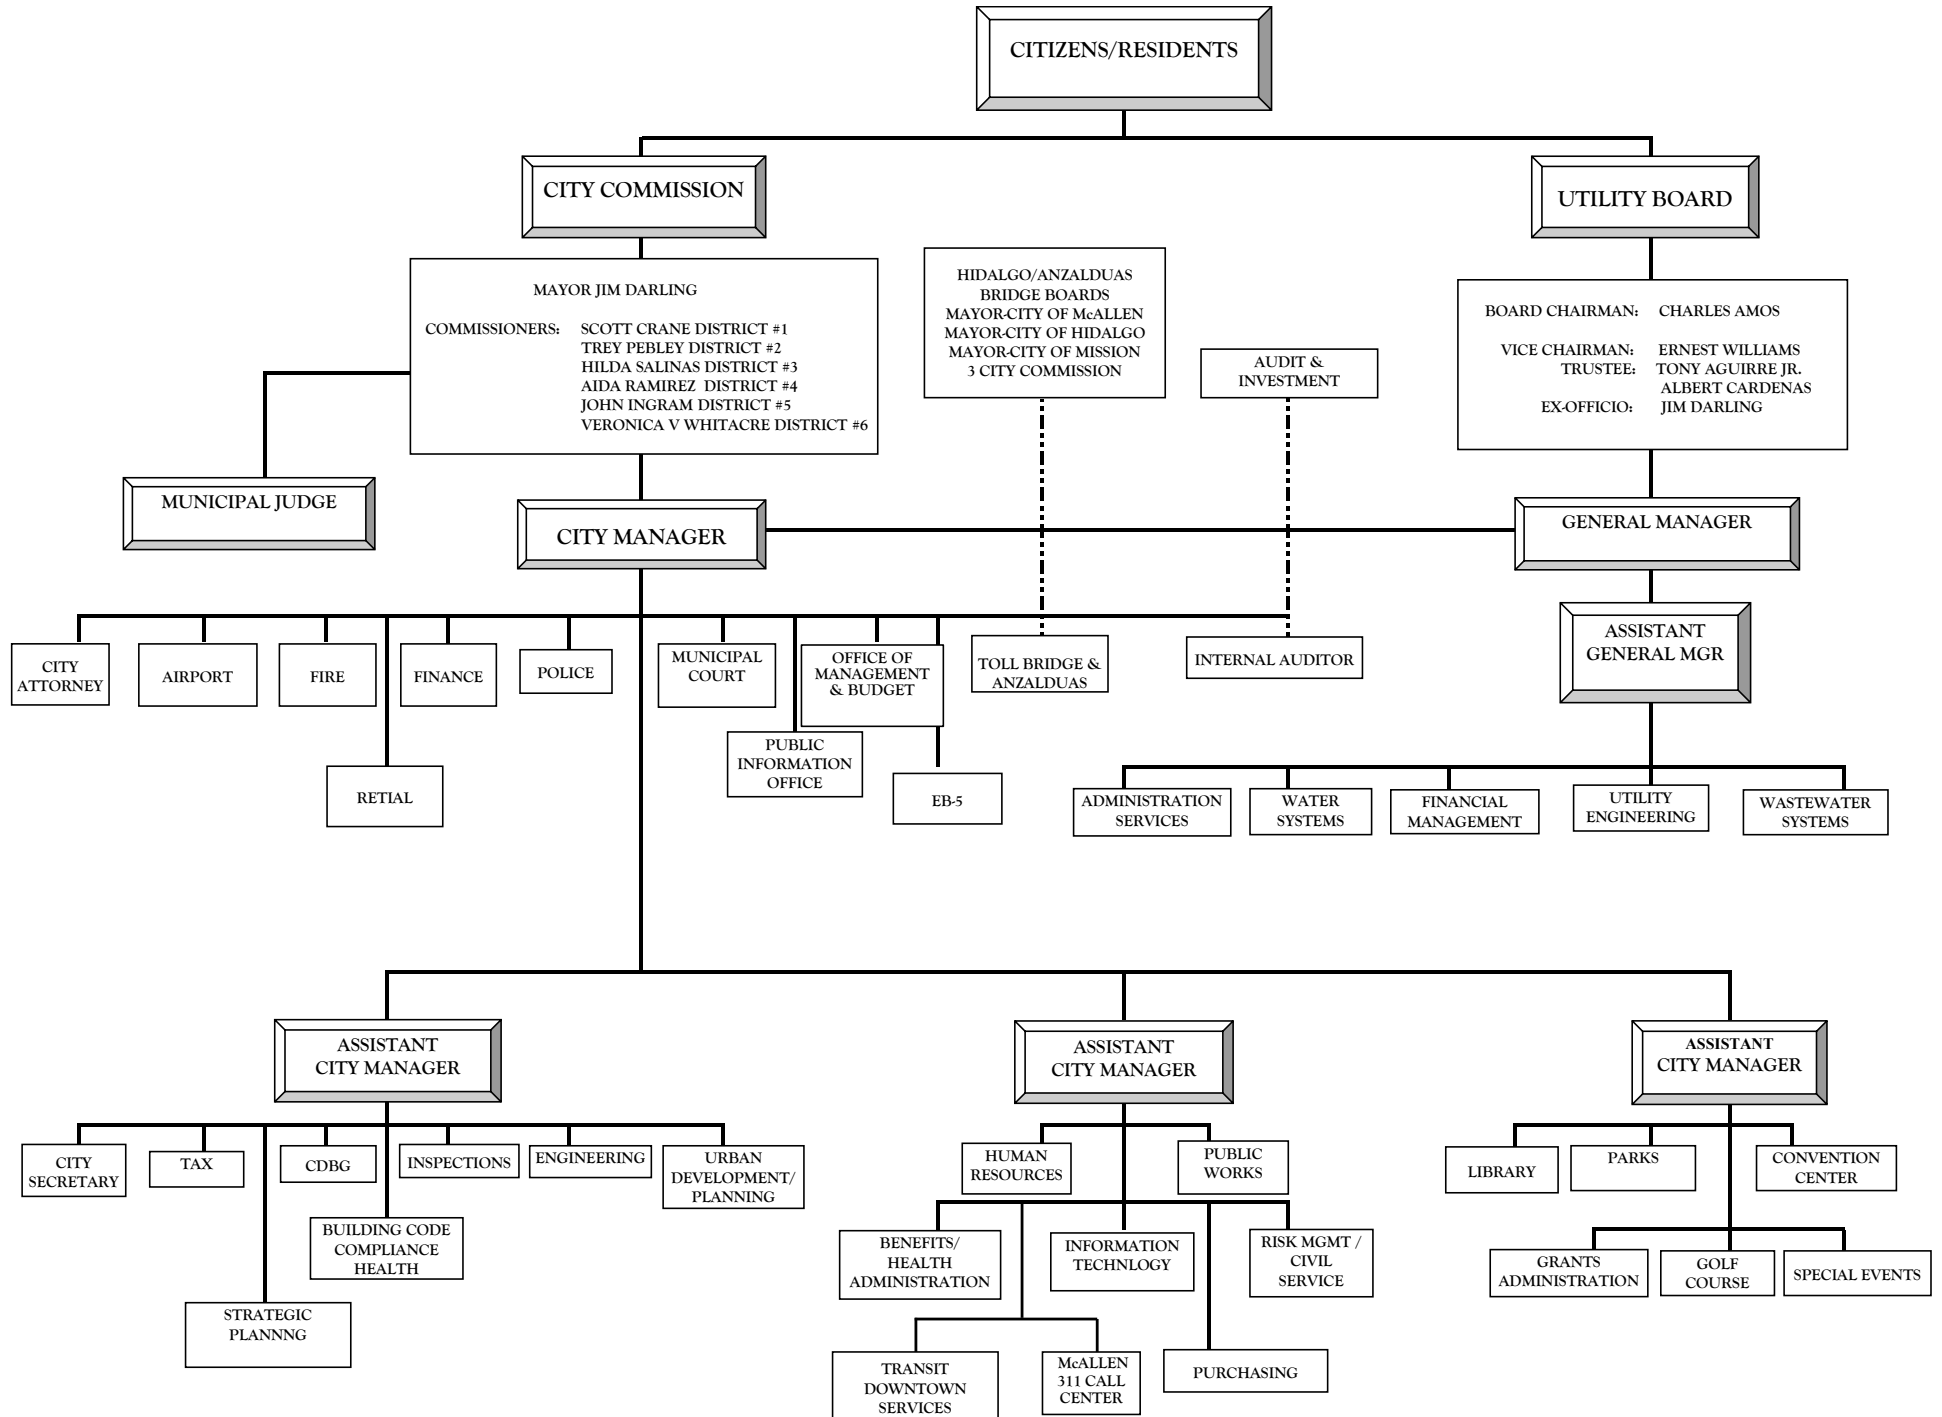 CITIZENS/RESIDENTS
CITY COMMISSION
UTILITY BOARD
MAYOR JIM DARLING
COMMISSIONERS: SCOTT CRANE DISTRICT #1
TREY PEBLEY DISTRICT #2
HILDA SALINAS DISTRICT #3
AIDA RAMIREZ DISTRICT #4
JOHN INGRAM DISTRICT #5
VERONICA V WHITACRE DISTRICT #6
HIDALGO/ANZALDUAS
BRIDGE BOARDS
MAYOR-CITY OF McALLEN
MAYOR-CITY OF HIDALGO
MAYOR-CITY OF MISSION
3 CITY COMMISSION
AUDIT &
INVESTMENT
BOARD CHAIRMAN: CHARLES AMOS
VICE CHAIRMAN: ERNEST WILLIAMS
TRUSTEE: TONY AGUIRRE JR.
ALBERT CARDENAS
EX-OFFICIO: JIM DARLING
MUNICIPAL JUDGE
CITY MANAGER
GENERAL MANAGER
ASSISTANT
GENERAL MGR
CITY
ATTORNEY
AIRPORT
FIRE
FINANCE
POLICE
MUNICIPAL
COURT
OFFICE OF
MANAGEMENT
& BUDGET
TOLL BRIDGE &
ANZALDUAS
INTERNAL AUDITOR
RETIAL
PUBLIC
INFORMATION
OFFICE
EB-5
ADMINISTRATION
SERVICES
WATER
SYSTEMS
FINANCIAL
MANAGEMENT
UTILITY
ENGINEERING
WASTEWATER
SYSTEMS
ASSISTANT
CITY MANAGER
ASSISTANT
CITY MANAGER
ASSISTANT
CITY MANAGER
CITY
SECRETARY
TAX
CDBG
INSPECTIONS
ENGINEERING
URBAN
DEVELOPMENT/
PLANNING
BUILDING CODE
COMPLIANCE
HEALTH
STRATEGIC
PLANNNG
HUMAN
RESOURCES
PUBLIC
WORKS
BENEFITS/
HEALTH
ADMINISTRATION
INFORMATION
TECHNLOGY
RISK MGMT /
CIVIL
SERVICE
TRANSIT
DOWNTOWN
SERVICES
McALLEN
311 CALL
CENTER
PURCHASING
LIBRARY
PARKS
CONVENTION
CENTER
GRANTS
ADMINISTRATION
GOLF
COURSE
SPECIAL EVENTS